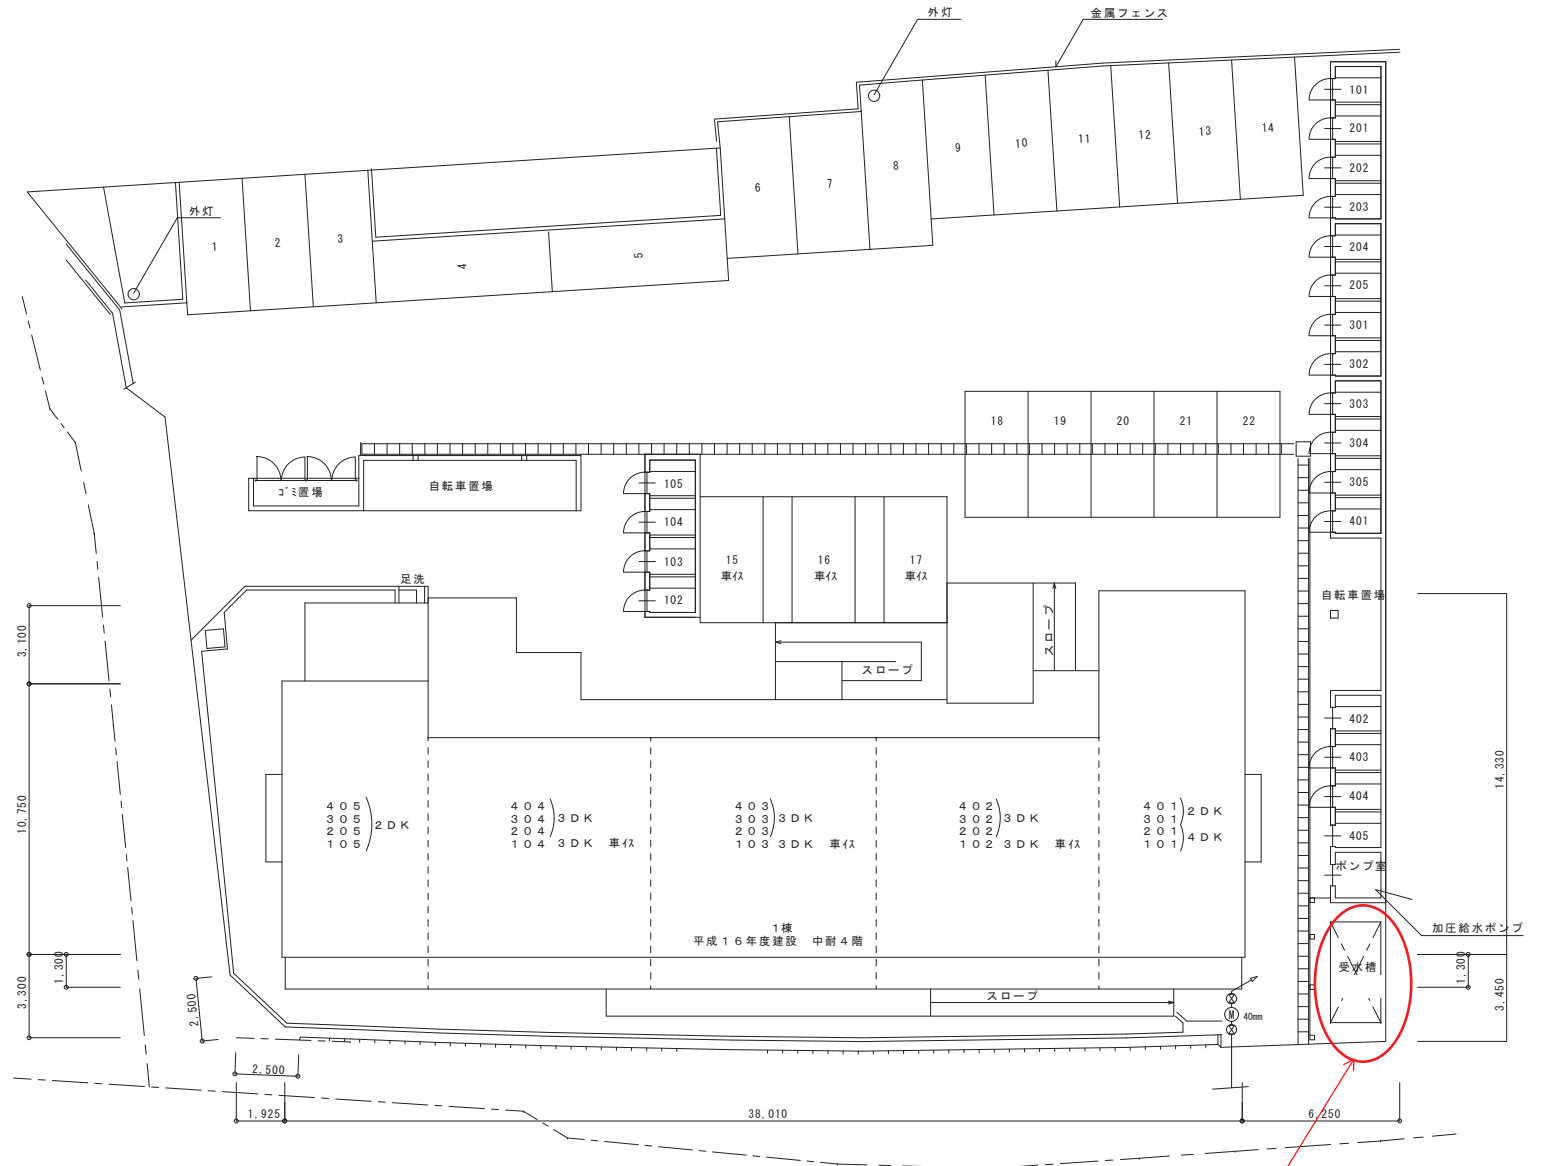 外灯
金属フェンス
外灯
1
2
3
4
5
6
7
8
9
10
11
12
13
14
101
201
202
203
204
205
301
302
303
304
305
401
18
19
20
21
22
ゴミ置場
自転車置場
105
104
103
102
15
車イス
16
車イス
17
車イス
足洗
スロープ
スロープ
自転車置場
402
403
404
405
ポンプ室
加圧給水ポンプ
受水槽
405
305
205
105
2DK
404
304
204
3DK
104 3DK 車イス
403
303
203
3DK
103 3DK 車イス
402
302
202
3DK
102 3DK 車イス
401
301
2DK
201
101
4DK
1棟
平成16年度建設 中耐4階
スロープ
M 40mm
3,100
10,750
3,300
1,300
2,500
2,500
1,925
38,010
6,250
14,330
1,300
3,450